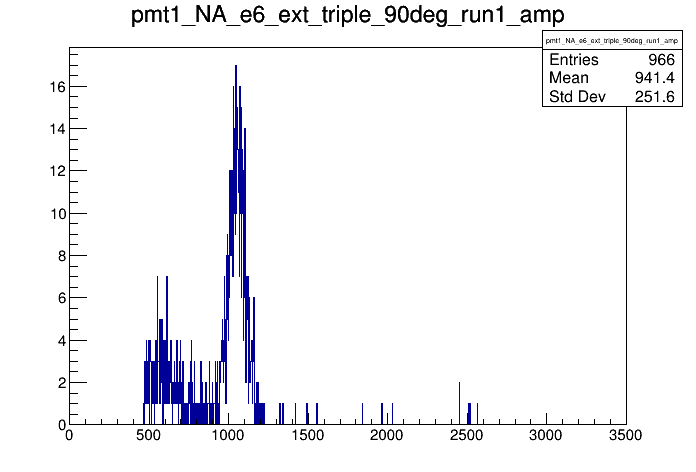 pmt1_NA_e6_ext_triple_90deg_run1_amp
pmt1_NA_e6_ext_triple_90deg_run1_amp
Entries 966
Mean 941.4
Std Dev 251.6
16
14
12
10
8
6
4
2
0
0 500 1000 1500 2000 2500 3000 3500